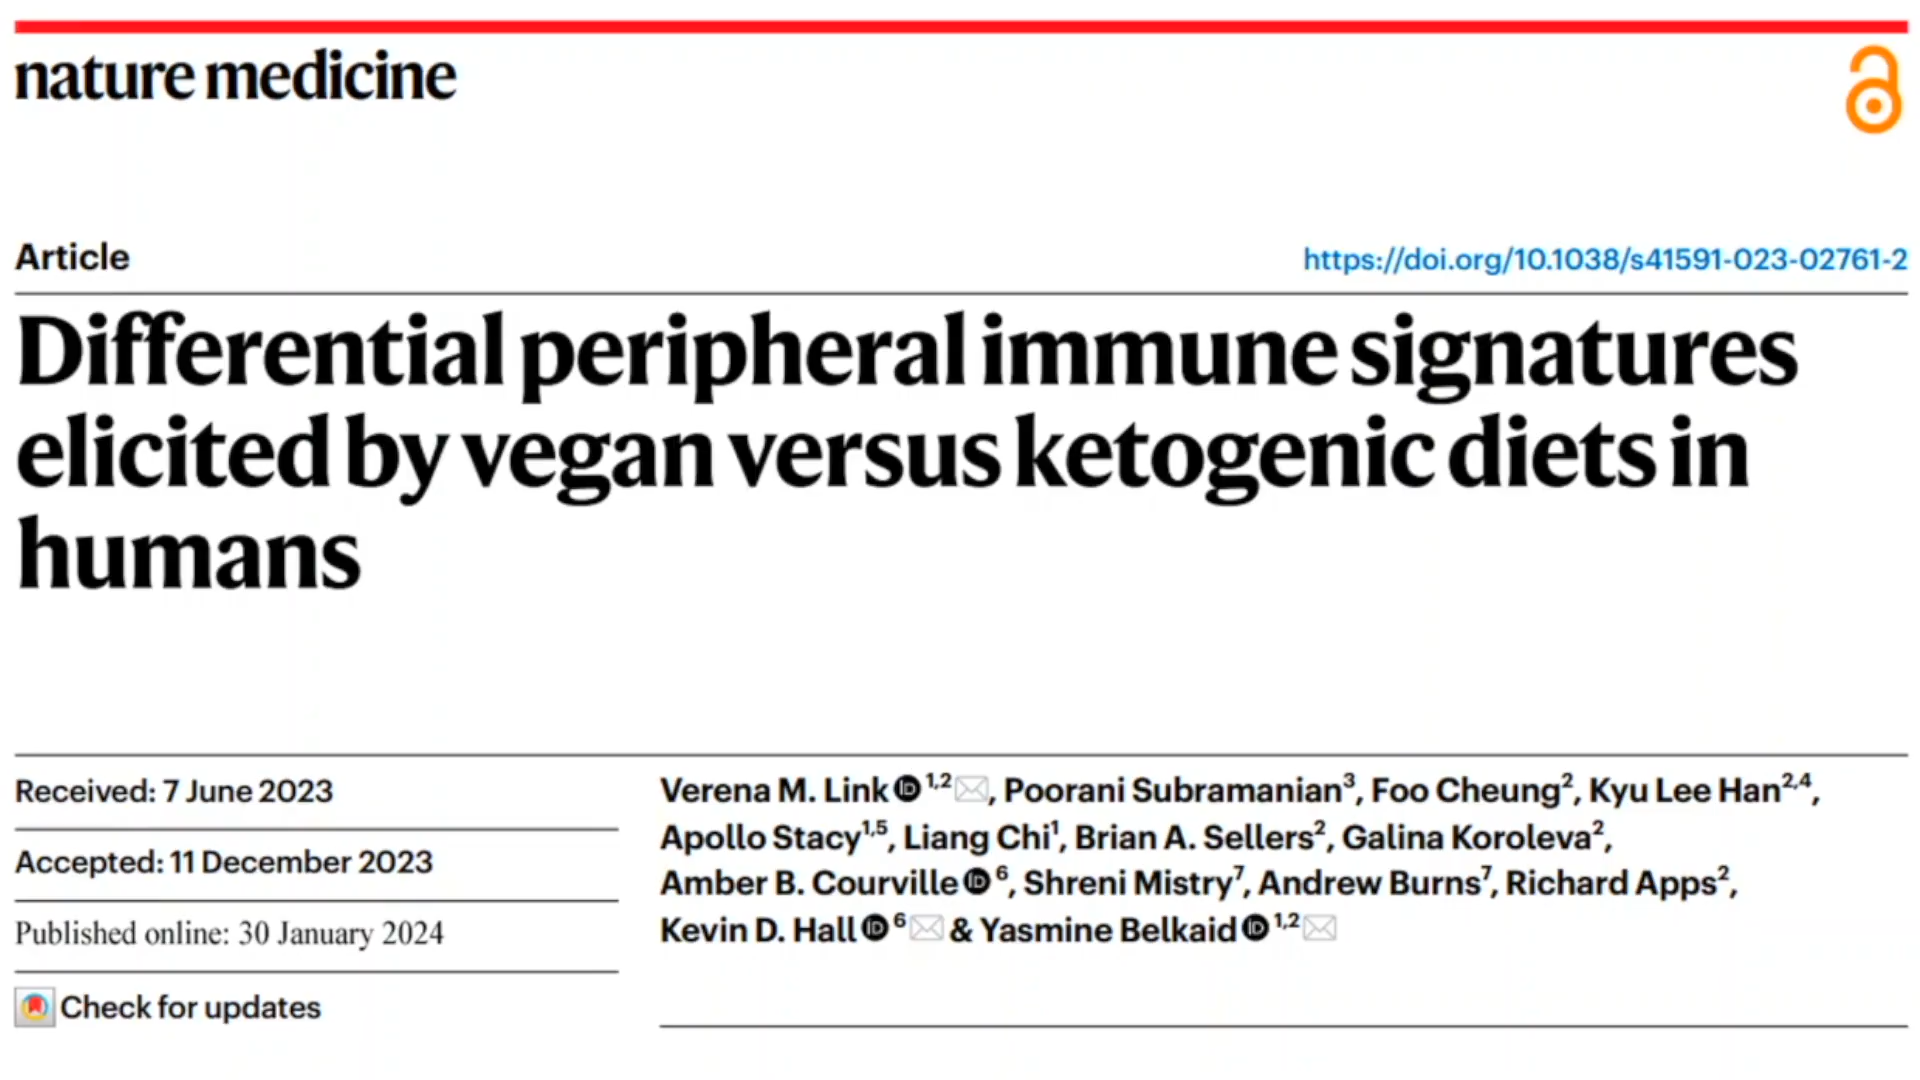 nature medicine
Article
https://doi.org/10.1038/s41591-023-02761-2
Differential peripheral immune signatures
elicited by vegan versus ketogenic diets in
humans
Received: 7 June 2023
Accepted: 11 December 2023
Published online: 30 January 2024
Check for updates
Verena M. Link iD 1,2, Poorani Subramanian3, Foo Cheung2, Kyu Lee Han2,4,
Apollo Stacy1,5, Liang Chi1, Brian A. Sellers2, Galina Koroleva2,
Amber B. Courville iD 6, Shreni Mistry7, Andrew Burns7, Richard Apps2,
Kevin D. Hall iD 6 & Yasmine Belkaid iD 1,2